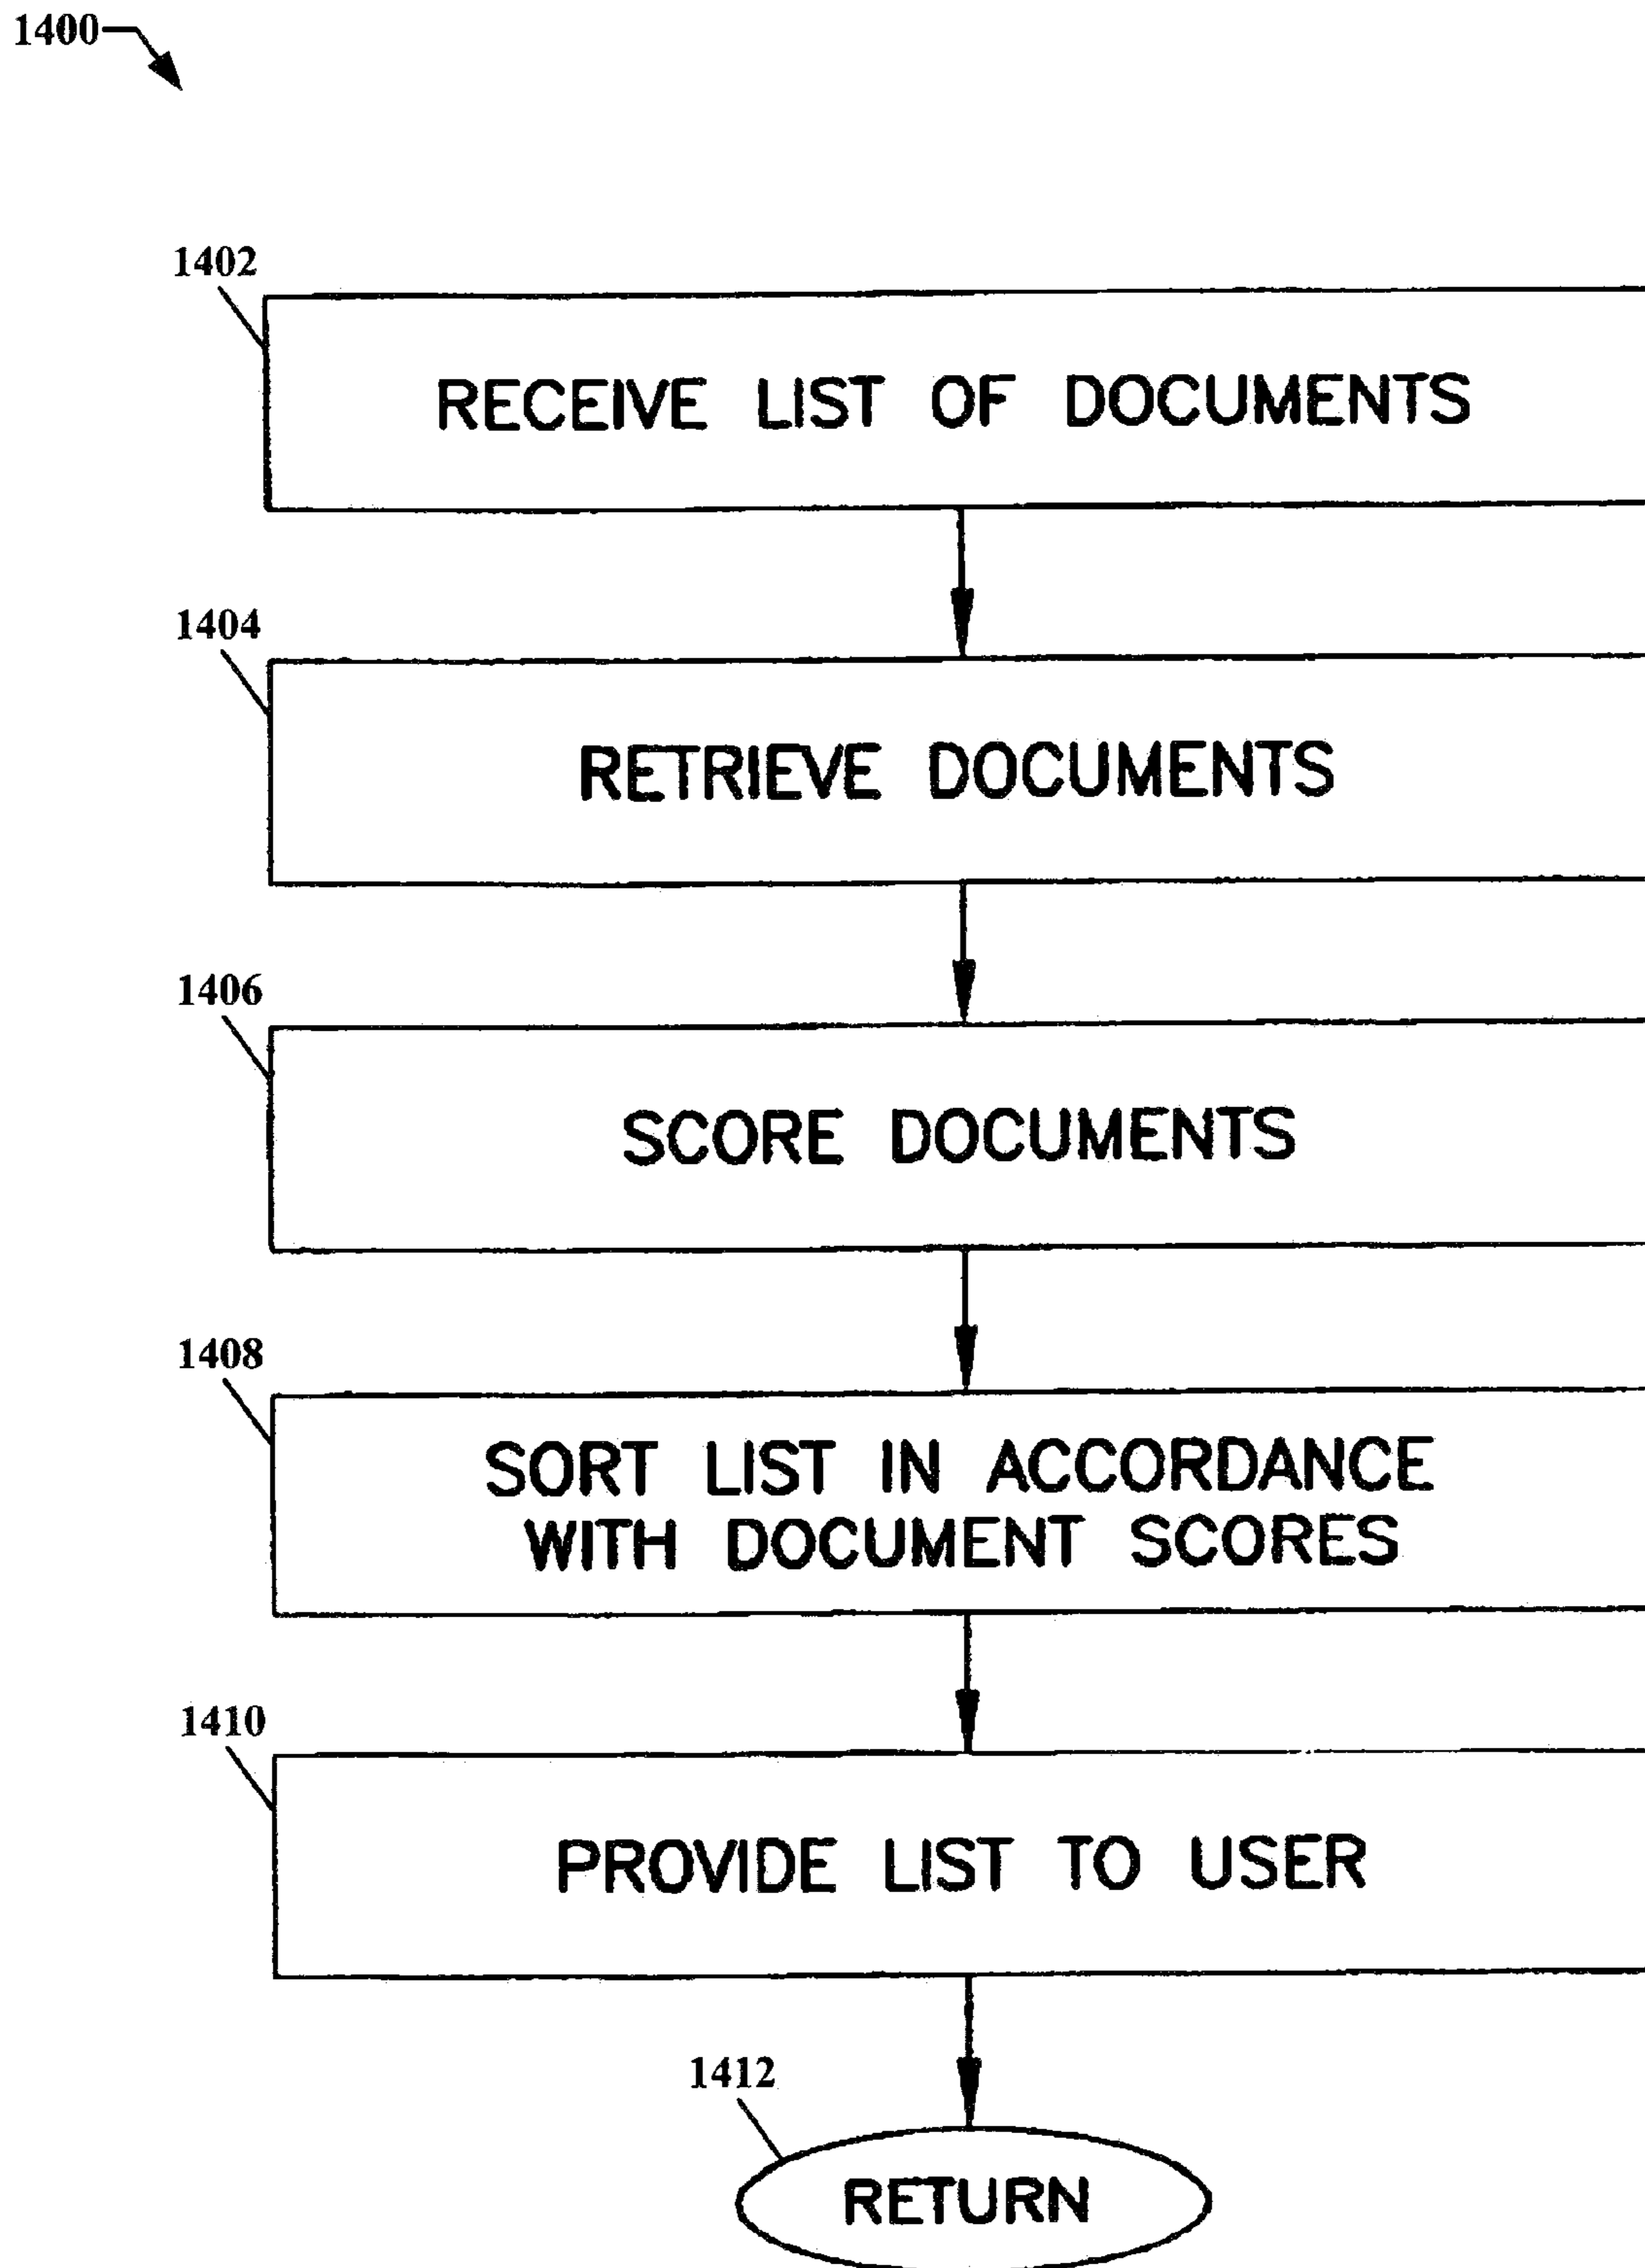 1400
1402
RECEIVE LIST OF DOCUMENTS
1404
RETRIEVE DOCUMENTS
1406
SCORE DOCUMENTS
1408
SORT LIST IN ACCORDANCE
WITH DOCUMENT SCORES
1410
PROVIDE LIST TO USER
1412
RETURN